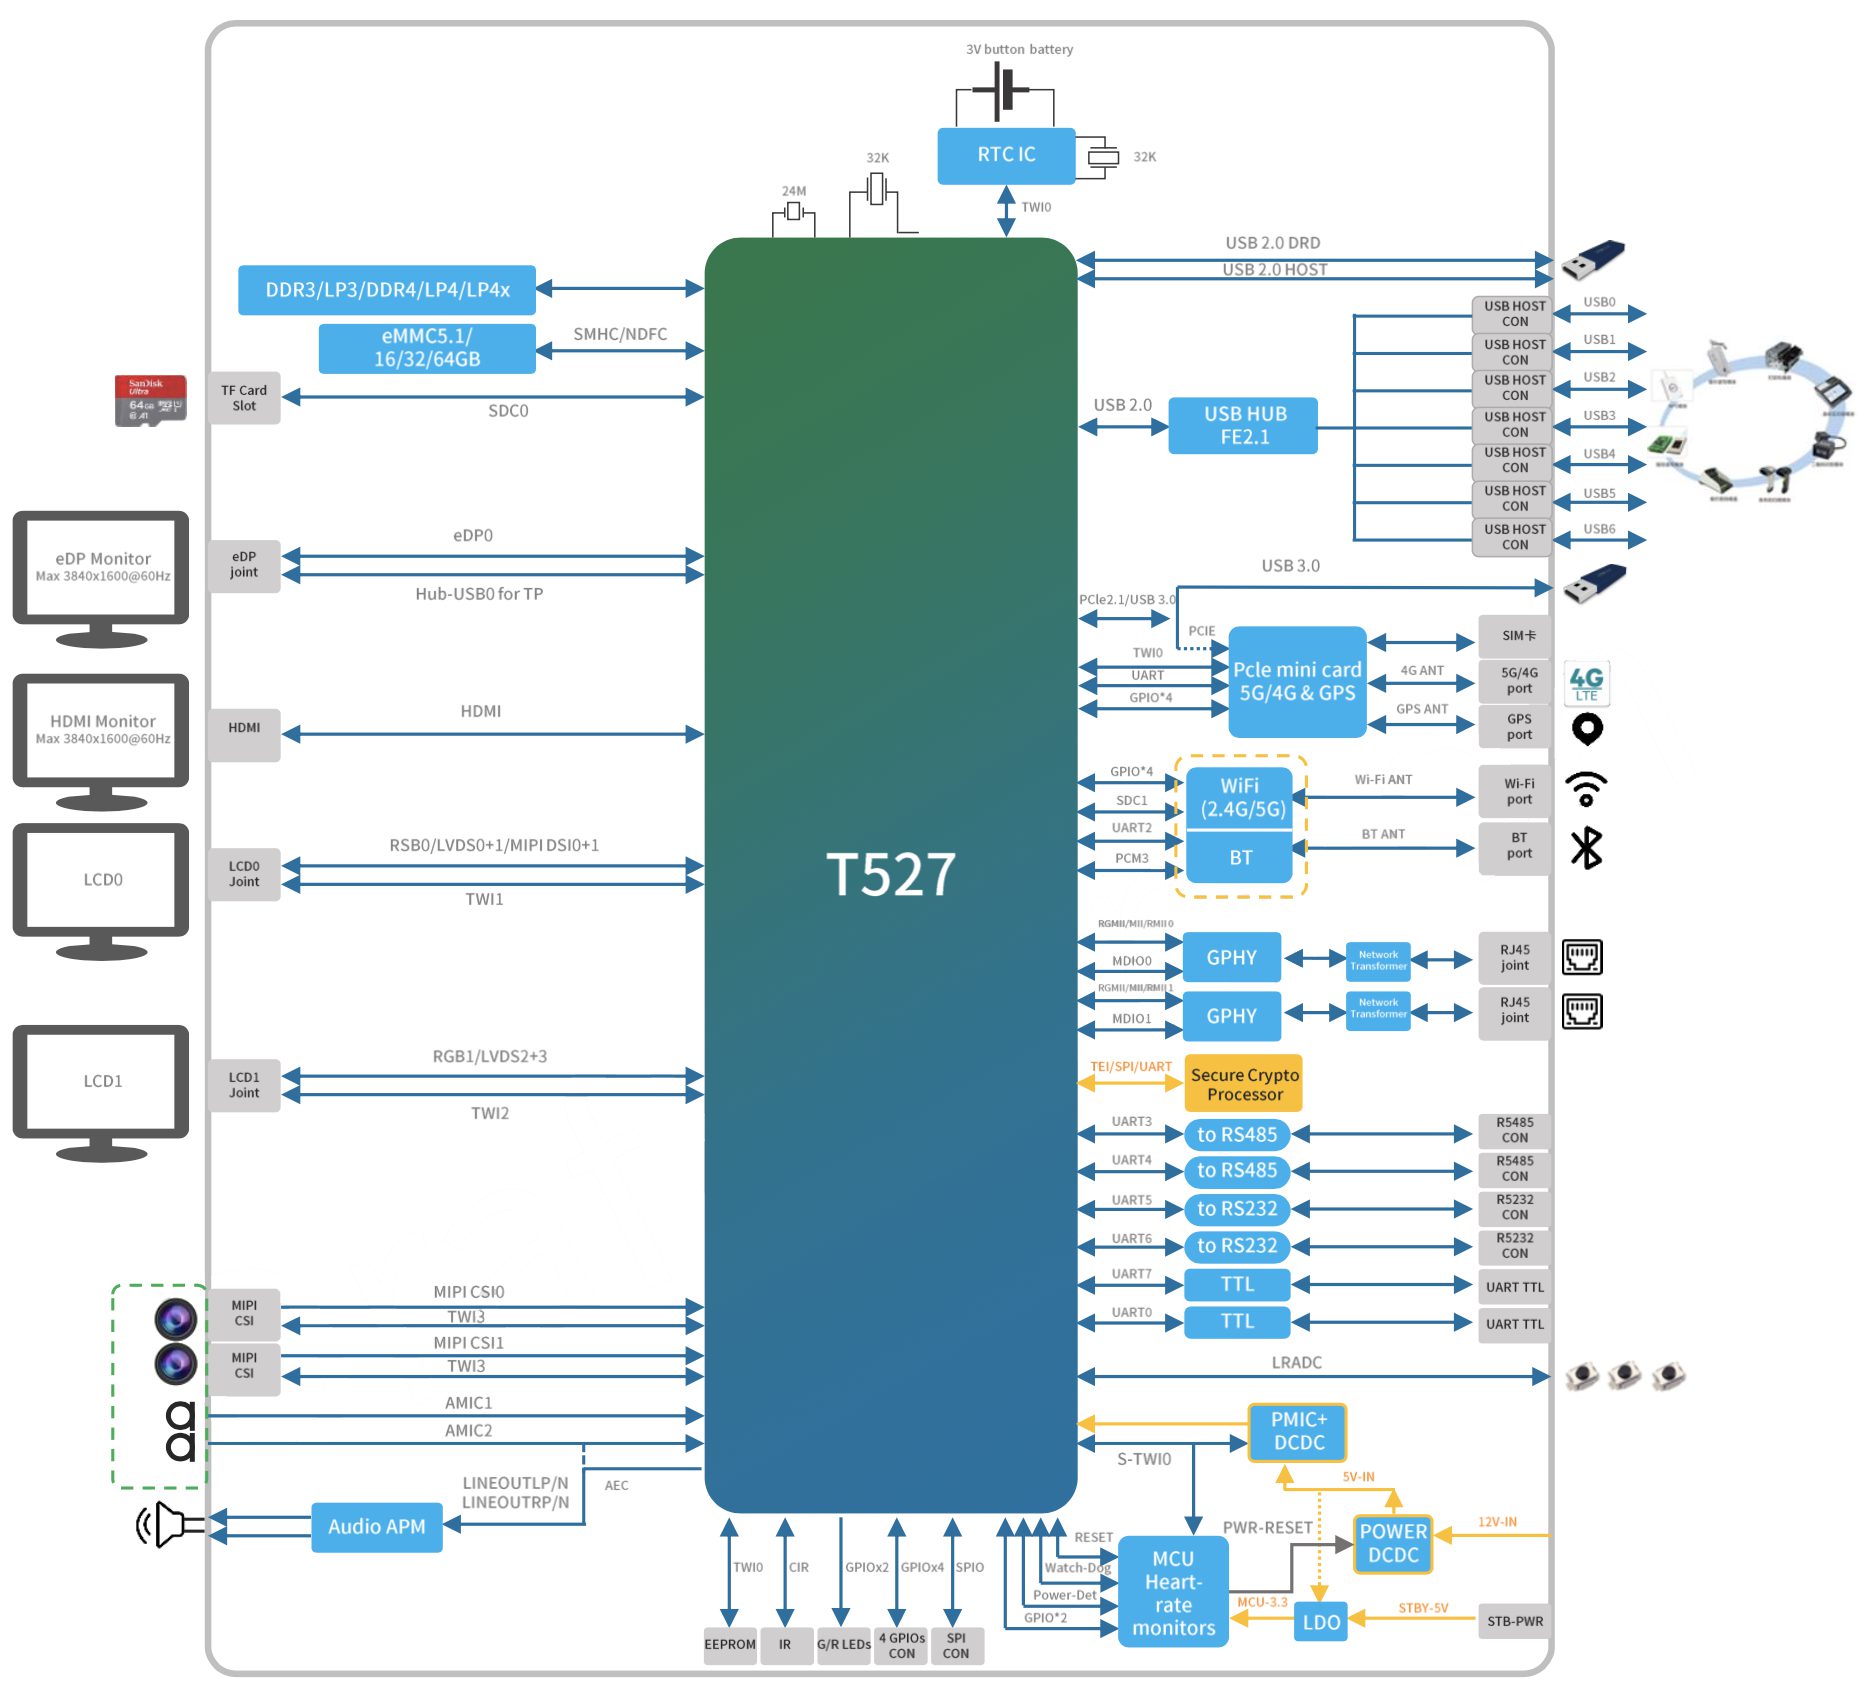 3V button battery
RTC IC
32K
32K
24M
TWI0
DDR3/LP3/DDR4/LP4/LP4x
eMMC5.1/
16/32/64GB
SMHC/NDFC
SanDisk
Ultra
64GB
A1
TF Card
Slot
SDC0
eDP Monitor
Max 3840x1600@60Hz
eDP
joint
eDP0
Hub-USB0 for TP
HDMI Monitor
Max 3840x1600@60Hz
HDMI
HDMI
LCD0
LCD0
Joint
RSB0/LVDS0+1/MIPI DSI0+1
TWI1
LCD1
LCD1
Joint
RGB1/LVDS2+3
TWI2
MIPI
CSI
MIPI CSI0
TWI3
MIPI
CSI
MIPI CSI1
TWI3
AMIC1
AMIC2
LINEOUTLP/N
LINEOUTRP/N
AEC
Audio APM
T527
USB 2.0 DRD
USB 2.0 HOST
USB 2.0
USB HUB
FE2.1
USB HOST
CON
USB0
USB HOST
CON
USB1
USB HOST
CON
USB2
USB HOST
CON
USB3
USB HOST
CON
USB4
USB HOST
CON
USB5
USB HOST
CON
USB6
USB 3.0
PCle2.1/USB 3.0
PCIE
TWI0
UART
GPIO*4
Pcle mini card
5G/4G & GPS
SIM卡
4G ANT
5G/4G
port
4G
LTE
GPS ANT
GPS
port
GPIO*4
SDC1
UART2
PCM3
WiFi
(2.4G/5G)
BT
Wi-Fi ANT
Wi-Fi
port
BT ANT
BT
port
RGMII/MII/RMII0
MDIO0
GPHY
Network
Transformer
RJ45
joint
RGMII/MII/RMII1
MDIO1
GPHY
Network
Transformer
RJ45
joint
TEI/SPI/UART
Secure Crypto
Processor
UART3
to RS485
R5485
CON
UART4
to RS485
R5485
CON
UART5
to RS232
R5232
CON
UART6
to RS232
R5232
CON
UART7
TTL
UART TTL
UART0
TTL
UART TTL
LRADC
PMIC+
DCDC
S-TWI0
5V-IN
PWR-RESET
POWER
DCDC
12V-IN
RESET
Watch-Dog
Power-Det
GPIO*2
MCU
Heart-
rate
monitors
MCU-3.3
LDO
STBY-5V
STB-PWR
TWI0
CIR
GPIOx2
GPIOx4
SPIO
EEPROM
IR
G/R LEDs
4 GPIOs
CON
SPI
CON